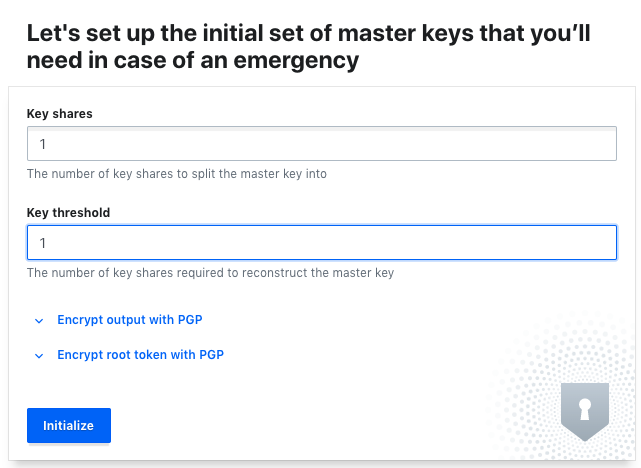 Let's set up the initial set of master keys that you’ll
need in case of an emergency
Key shares
1
The number of key shares to split the master key into
Key threshold
1
The number of key shares required to reconstruct the master key
Encrypt output with PGP
Encrypt root token with PGP
Initialize